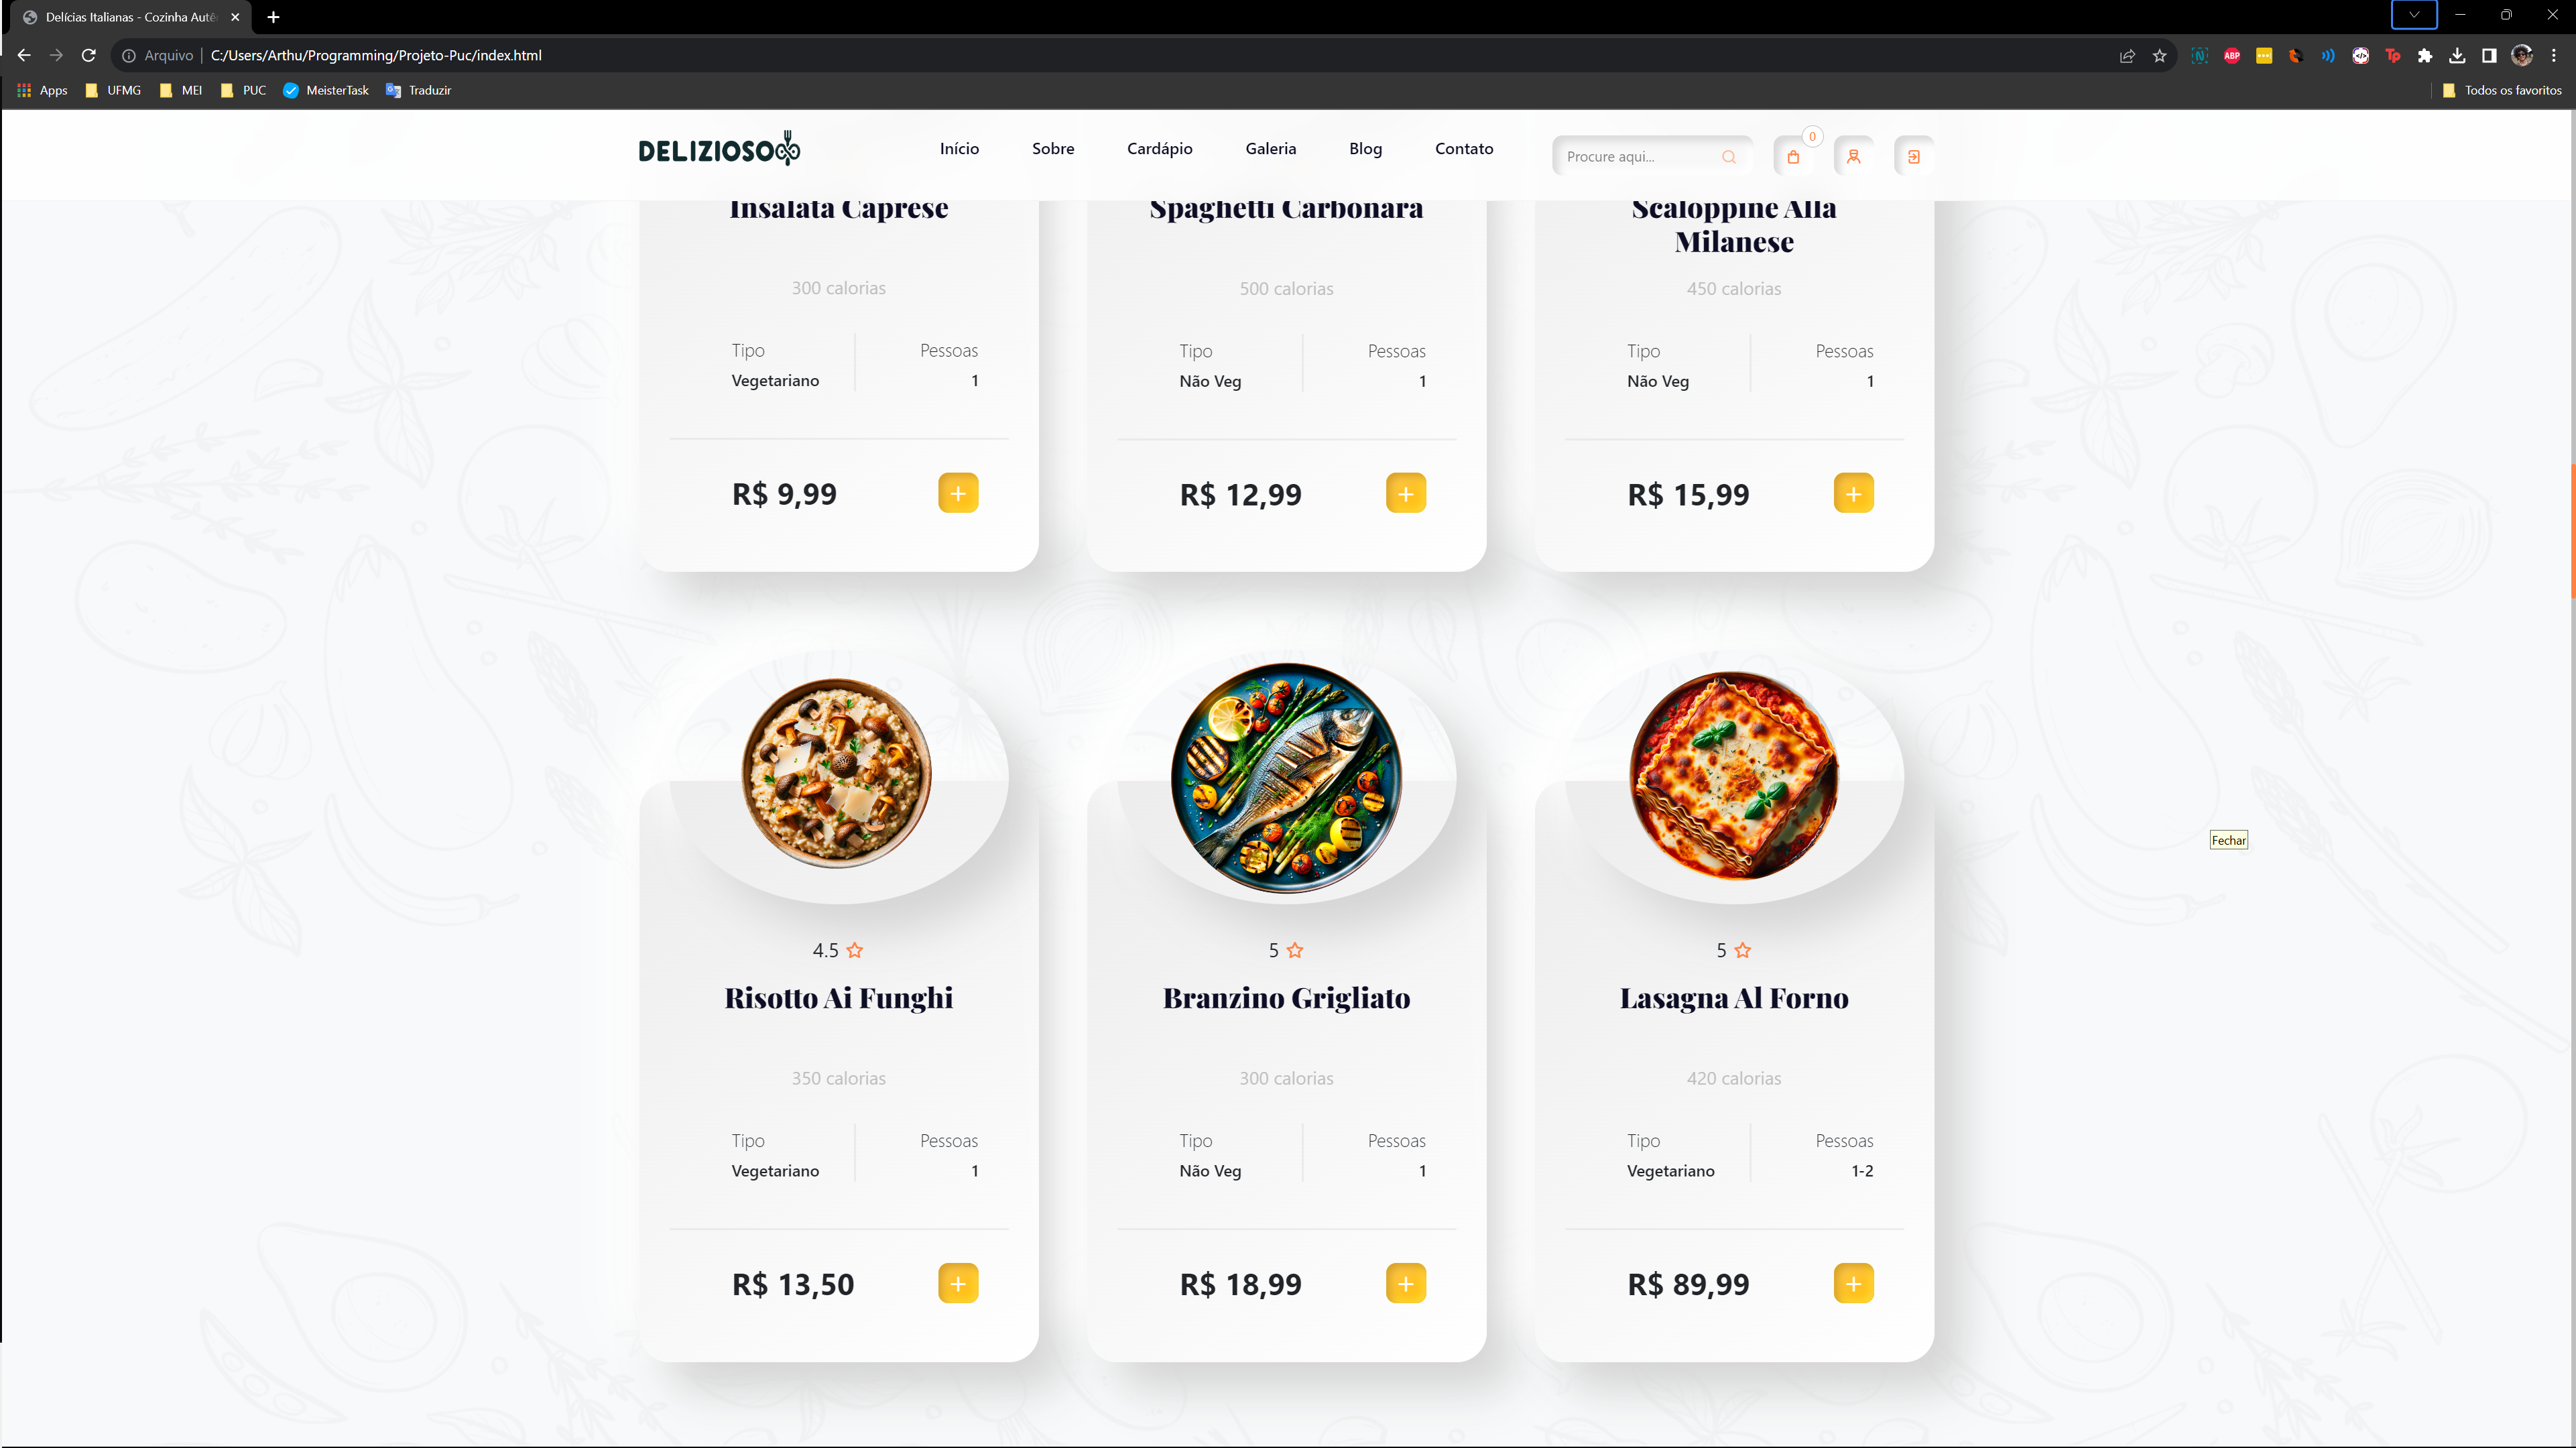 Delícias Italianas - Cozinha Autê
Arquivo C:/Users/Arthu/Programming/Projeto-Puc/index.html
ABP
Tp
Apps UFMG MEI PUC MeisterTask Traduzir Todos os favoritos
DELIZIOSO Início Sobre Cardápio Galeria Blog Contato Procure aqui... 0
Insalata Caprese
Spaghetti Carbonara
Scaloppine Alla
Milanese
300 calorias
500 calorias
450 calorias
Tipo Pessoas
Vegetariano 1
Tipo Pessoas
Não Veg 1
Tipo Pessoas
Não Veg 1
R$ 9,99 +
R$ 12,99 +
R$ 15,99 +
Fechar
4.5
5
5
Risotto Ai Funghi
Branzino Grigliato
Lasagna Al Forno
350 calorias
300 calorias
420 calorias
Tipo Pessoas
Vegetariano 1
Tipo Pessoas
Não Veg 1
Tipo Pessoas
Vegetariano 1-2
R$ 13,50 +
R$ 18,99 +
R$ 89,99 +